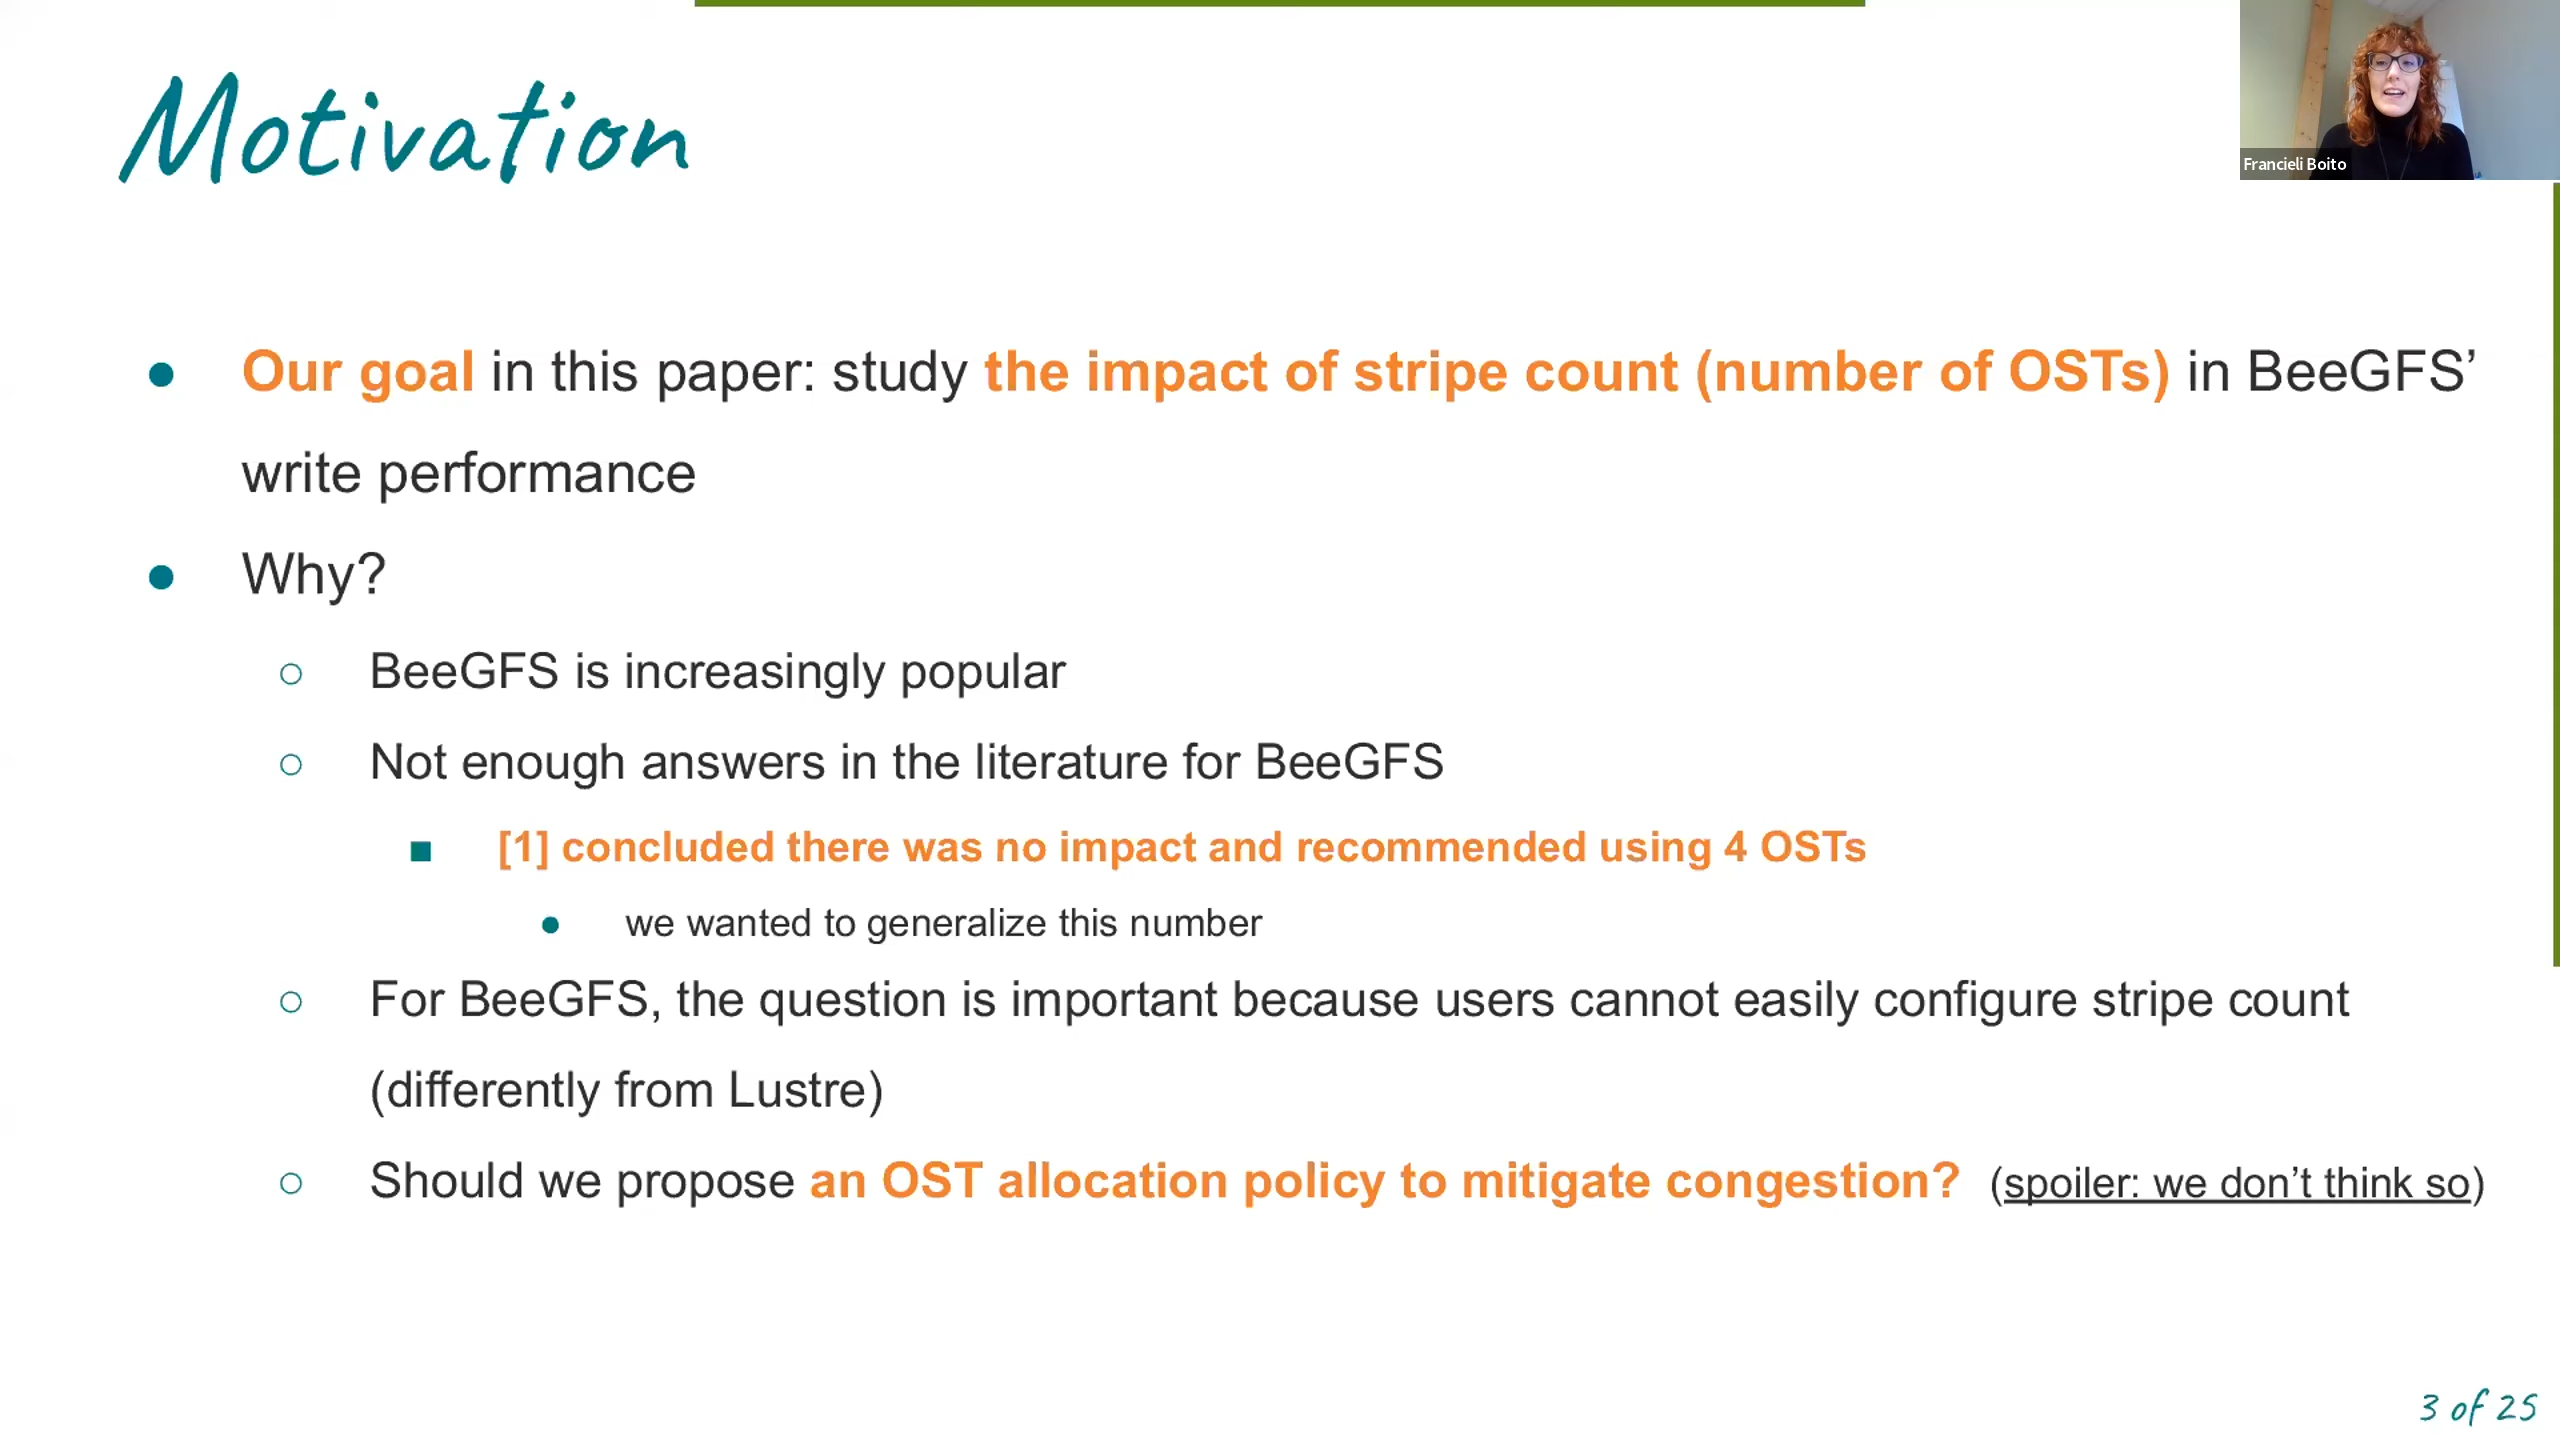 Motivation
Francieli Boito
● Our goal in this paper: study the impact of stripe count (number of OSTs) in BeeGFS’
write performance
● Why?
○ BeeGFS is increasingly popular
○ Not enough answers in the literature for BeeGFS
■ [1] concluded there was no impact and recommended using 4 OSTs
● we wanted to generalize this number
○ For BeeGFS, the question is important because users cannot easily configure stripe count
(differently from Lustre)
○ Should we propose an OST allocation policy to mitigate congestion? (spoiler: we don’t think so)
3 of 25